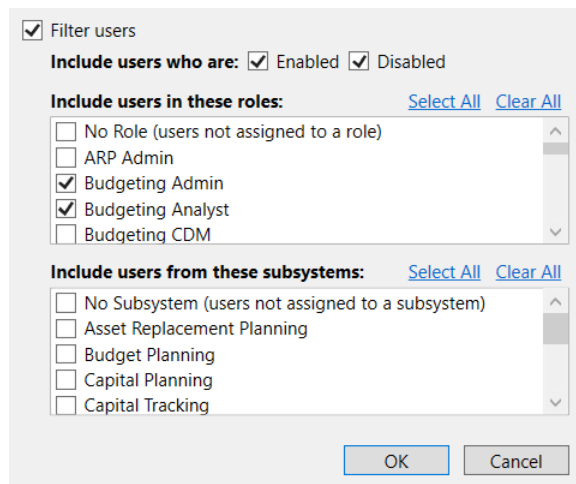 Filter users
Include users who are: Enabled Disabled
Include users in these roles: Select All Clear All
No Role (users not assigned to a role)
ARP Admin
Budgeting Admin
Budgeting Analyst
Budgeting CDM
Include users from these subsystems: Select All Clear All
No Subsystem (users not assigned to a subsystem)
Asset Replacement Planning
Budget Planning
Capital Planning
Capital Tracking
OK Cancel